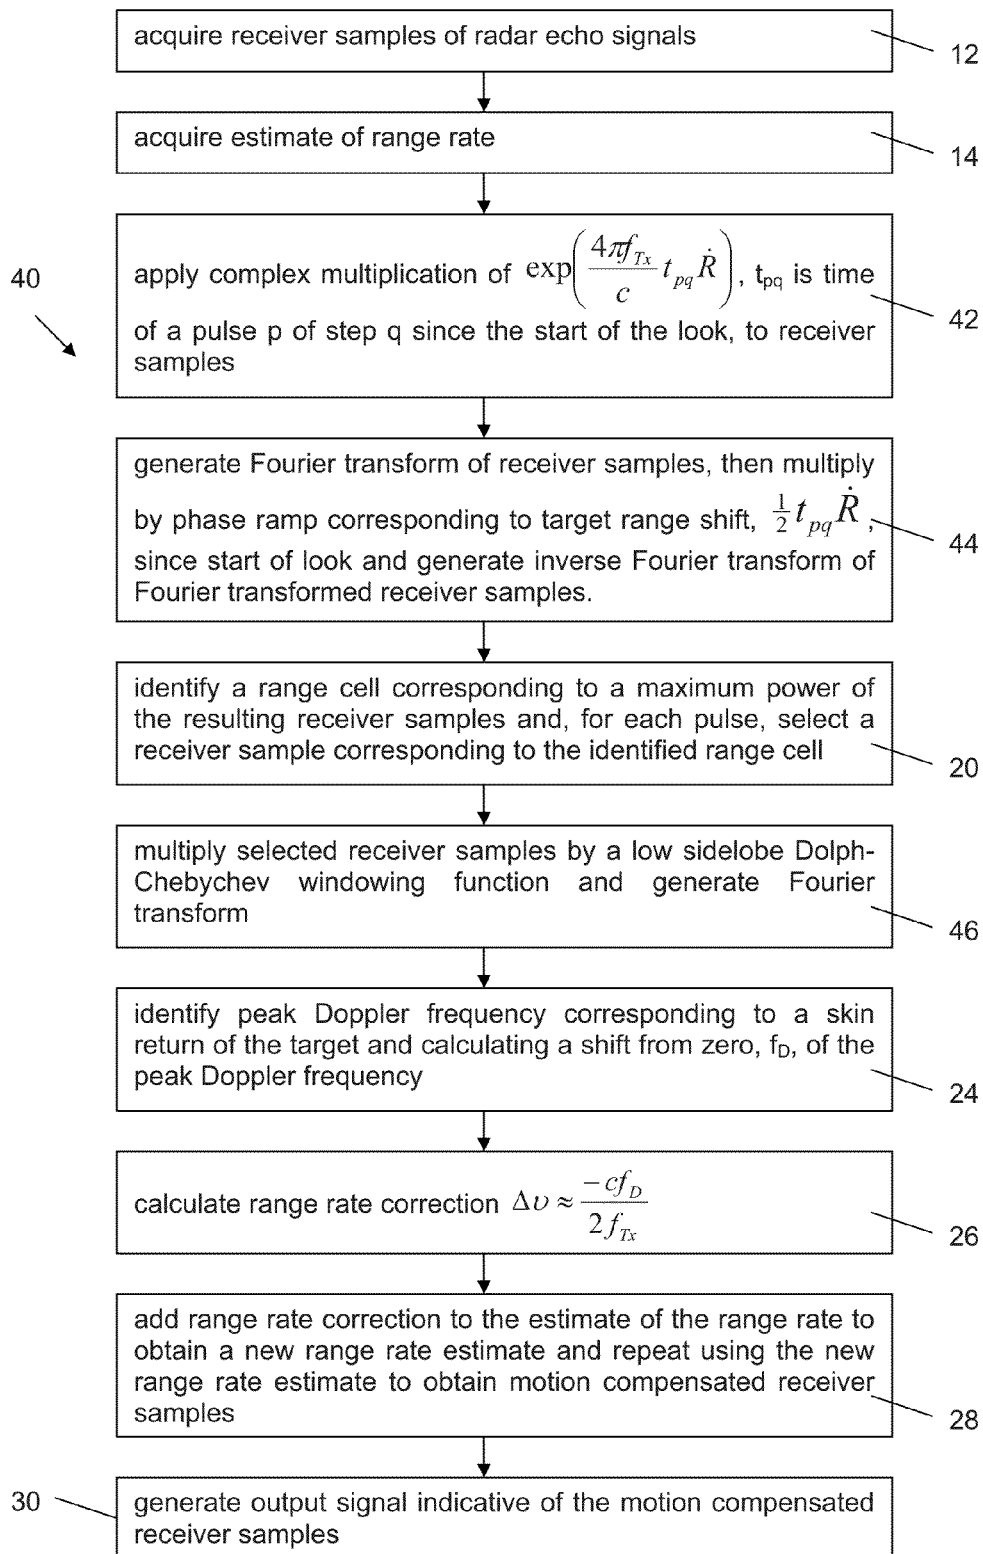 acquire receiver samples of radar echo signals
12
acquire estimate of range rate
14
40
apply complex multiplication of exp(4πf_Tx/c t_pq Ṙ), t_pq is time
of a pulse p of step q since the start of the look, to receiver
samples
42
generate Fourier transform of receiver samples, then multiply
by phase ramp corresponding to target range shift, ½ t_pq Ṙ,
since start of look and generate inverse Fourier transform of
Fourier transformed receiver samples.
44
identify a range cell corresponding to a maximum power of
the resulting receiver samples and, for each pulse, select a
receiver sample corresponding to the identified range cell
20
multiply selected receiver samples by a low sidelobe Dolph-
Chebychev windowing function and generate Fourier
transform
46
identify peak Doppler frequency corresponding to a skin
return of the target and calculating a shift from zero, f_D, of the
peak Doppler frequency
24
calculate range rate correction Δυ ≈ -cf_D/2f_Tx
26
add range rate correction to the estimate of the range rate to
obtain a new range rate estimate and repeat using the new
range rate estimate to obtain motion compensated receiver
samples
28
30
generate output signal indicative of the motion compensated
receiver samples